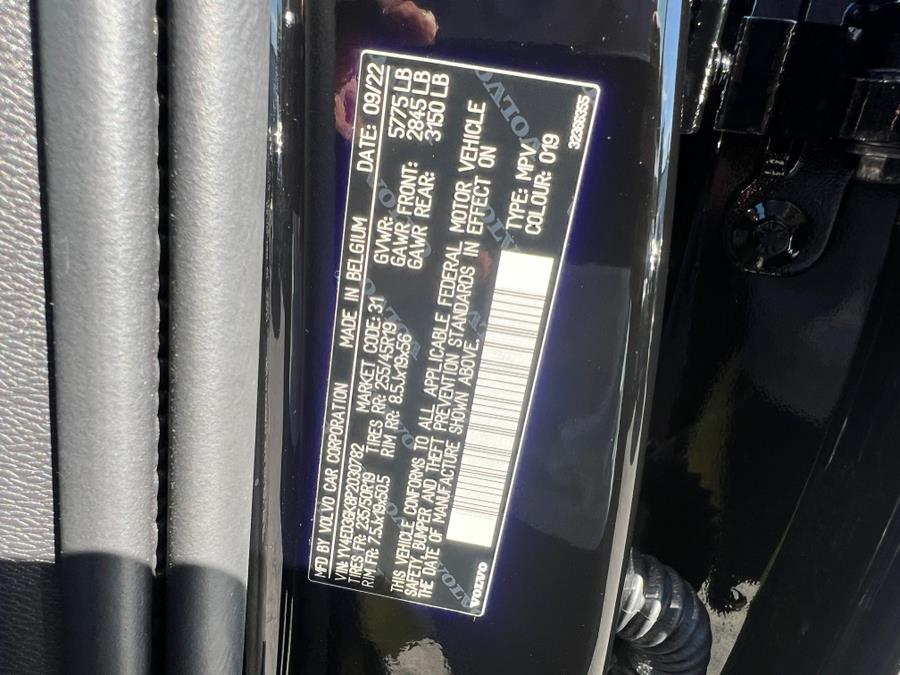 MFD BY VOLVO CAR CORPORATION MADE IN BELGIUM DATE: 09/22
VIN: YV4ED3GK8P2030782 MARKET CODE: 31 GVWR: 5775 LB
TIRES FR: 235/50R19 TIRES RR: 255/45R19 GAWR FRONT: 2845 LB
RIM FR: 7.5Jx19x50.5 RIM RR: 8.5Jx19x56 GAWR REAR: 3150 LB
THIS VEHICLE CONFORMS TO ALL APPLICABLE FEDERAL MOTOR VEHICLE
SAFETY, BUMPER AND THEFT PREVENTION STANDARDS IN EFFECT ON
THE DATE OF MANUFACTURE SHOWN ABOVE.
TYPE: MPV
COLOUR: 019
VOLVO 32366355